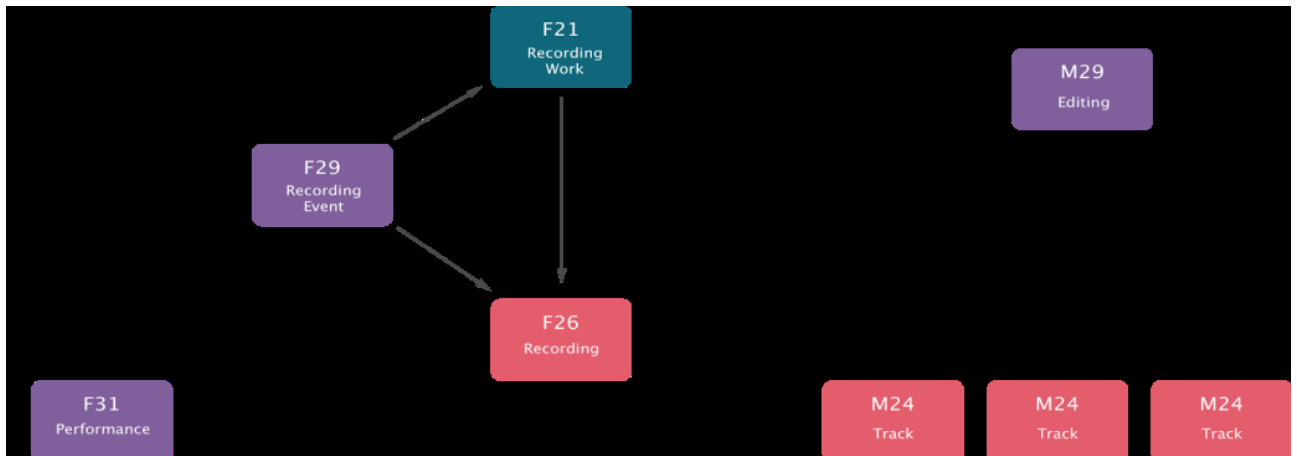 F21
Recording
Work
M29
Editing
F29
Recording
Event
F26
Recording
F31
Performance
M24
Track
M24
Track
M24
Track